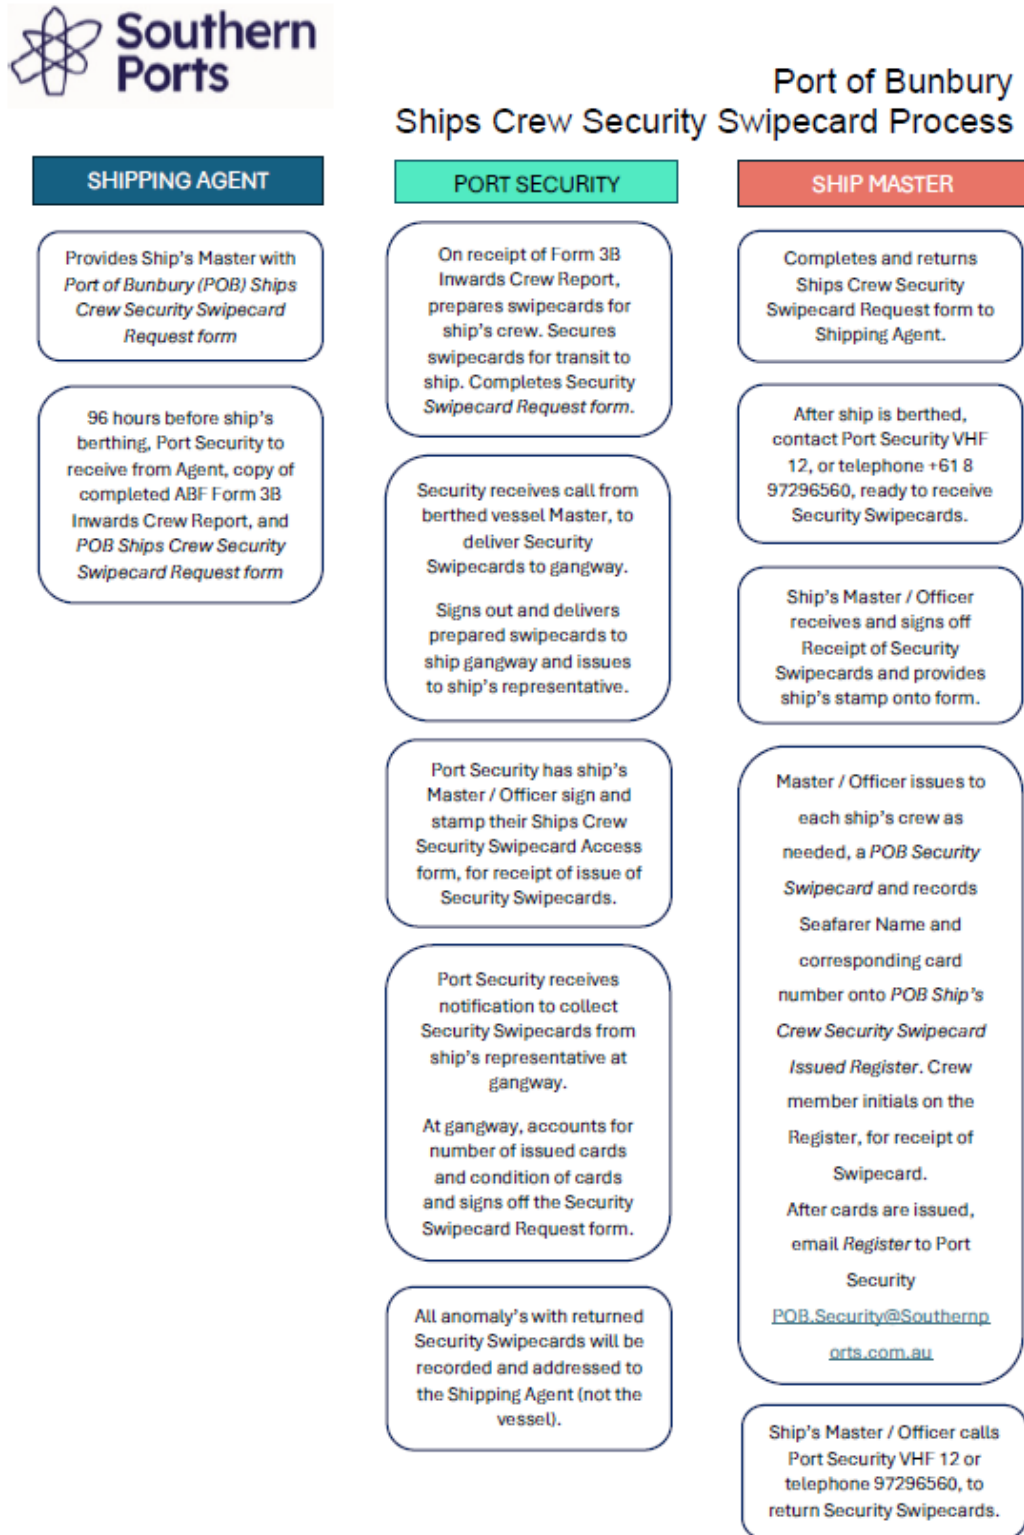 Southern
Ports
Port of Bunbury
Ships Crew Security Swipecard Process
SHIPPING AGENT
Provides Ship's Master with
Port of Bunbury (POB) Ships
Crew Security Swipecard
Request form
96 hours before ship's
berthing, Port Security to
receive from Agent, copy of
completed ABF Form 3B
Inwards Crew Report, and
POB Ships Crew Security
Swipecard Request form
PORT SECURITY
On receipt of Form 3B
Inwards Crew Report,
prepares swipecards for
ship's crew. Secures
swipecards for transit to
ship. Completes Security
Swipecard Request form.
Security receives call from
berthed vessel Master, to
deliver Security
Swipecards to gangway.
Signs out and delivers
prepared swipecards to
ship gangway and issues
to ship's representative.
Port Security has ship's
Master / Officer sign and
stamp their Ships Crew
Security Swipecard Access
form, for receipt of issue of
Security Swipecards.
Port Security receives
notification to collect
Security Swipecards from
ship's representative at
gangway.
At gangway, accounts for
number of issued cards
and condition of cards
and signs off the Security
Swipecard Request form.
All anomaly's with returned
Security Swipecards will be
recorded and addressed to
the Shipping Agent (not the
vessel).
SHIP MASTER
Completes and returns
Ships Crew Security
Swipecard Request form to
Shipping Agent.
After ship is berthed,
contact Port Security VHF
12, or telephone +61 8
97296560, ready to receive
Security Swipecards.
Ship's Master / Officer
receives and signs off
Receipt of Security
Swipecards and provides
ship's stamp onto form.
Master / Officer issues to
each ship's crew as
needed, a POB Security
Swipecard and records
Seafarer Name and
corresponding card
number onto POB Ship's
Crew Security Swipecard
Issued Register. Crew
member initials on the
Register, for receipt of
Swipecard.
After cards are issued,
email Register to Port
Security
POB.Security@Southernp
orts.com.au
Ship's Master / Officer calls
Port Security VHF 12 or
telephone 97296560, to
return Security Swipecards.